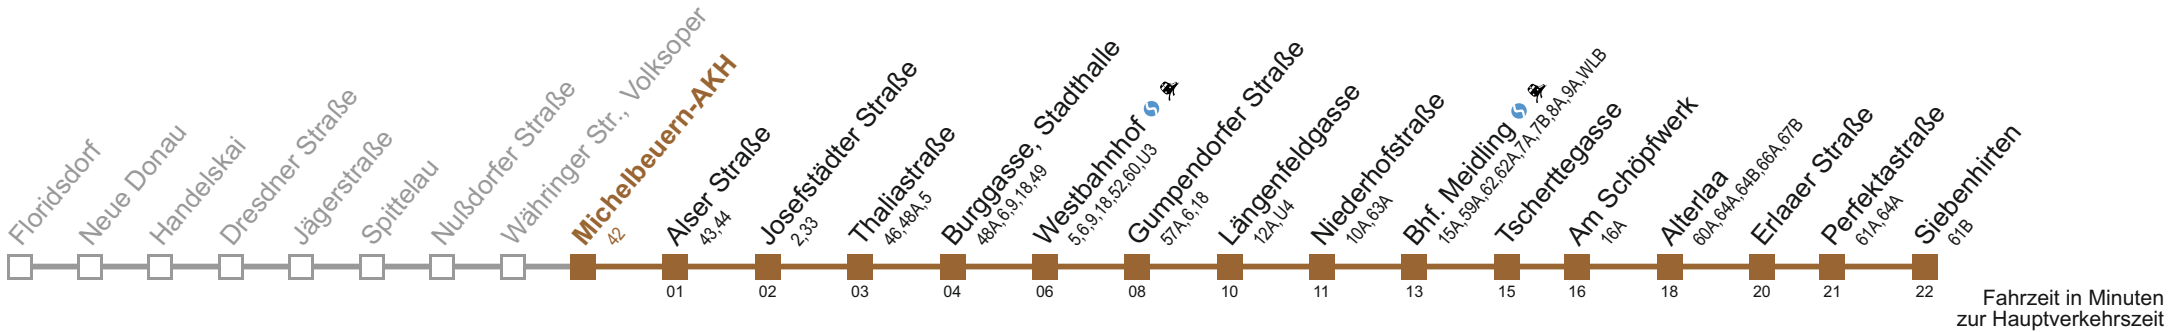 Floridsdorf
Neue Donau
Handelskai
Dresdner Straße
Jägerstraße
Spittelau
Nußdorfer Straße
Währinger Str., Volksoper
Michelbeuern-AKH
42
Alser Straße
43,44
01
Josefstädter Straße
2,33
02
Thaliastraße
46,48A,5
03
Burggasse, Stadthalle
48A,6,9,18,49
04
Westbahnhof
5,6,9,18,52,60,U3
06
Gumpendorfer Straße
57A,6,18
08
Längenfeldgasse
12A,U4
10
Niederhofstraße
10A,63A
11
Bhf. Meidling
15A,59A,62,62A,7A,7B,8A,9A,WLB
13
Tscherttegasse
15
Am Schöpfwerk
16A
16
Alterlaa
60A,64A,64B,66A,67B
18
Erlaaer Straße
20
Perfektastraße
61A,64A
21
Siebenhirten
61B
22
Fahrzeit in Minuten
zur Hauptverkehrszeit